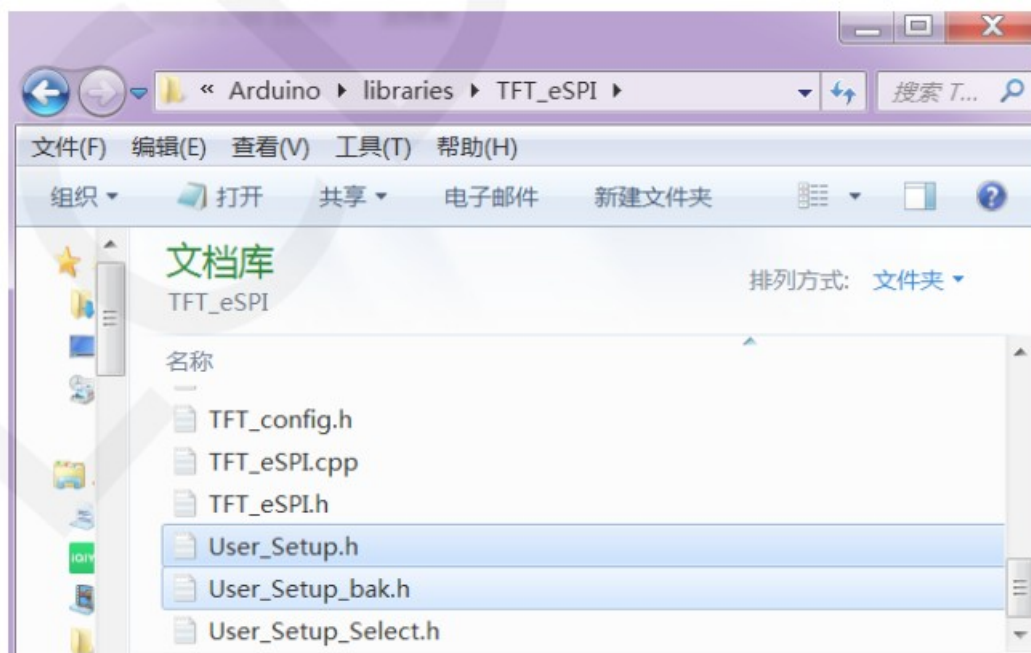 « Arduino ▸ libraries ▸ TFT_eSPI ▸ 搜索 T...
文件(F) 编辑(E) 查看(V) 工具(T) 帮助(H)
组织 打开 共享 电子邮件 新建文件夹
文档库
TFT_eSPI
排列方式: 文件夹
名称
TFT_config.h
TFT_eSPI.cpp
TFT_eSPI.h
User_Setup.h
User_Setup_bak.h
User_Setup_Select.h